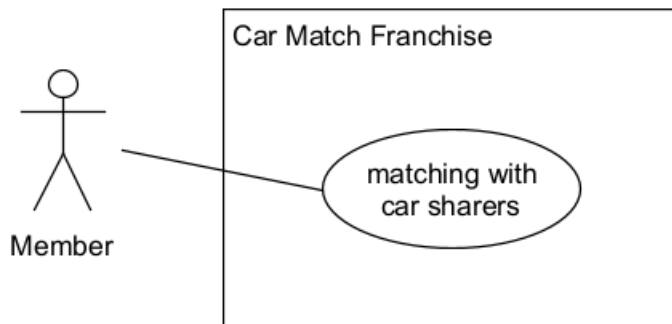 Car Match Franchise
matching with
car sharers
Member